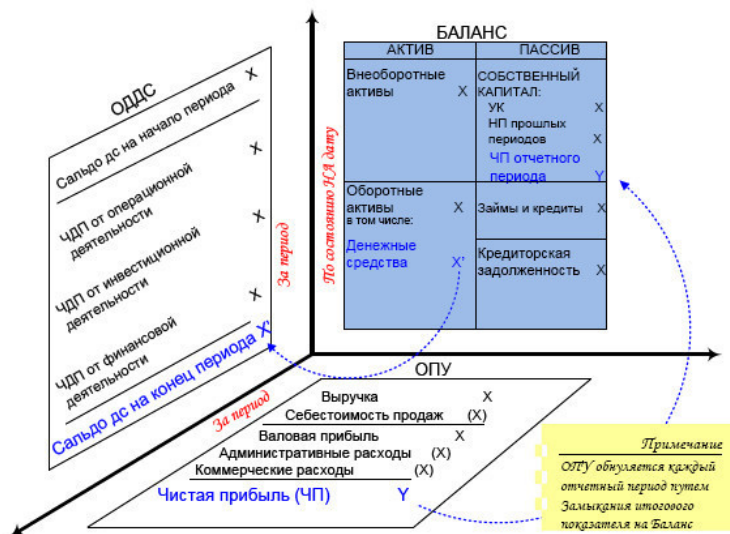 БАЛАНС
АКТИВ ПАССИВ
Внеоборотные
активы X
СОБСТВЕННЫЙ
КАПИТАЛ:
УК X
НП прошлых
периодов X
ЧП отчетного
периода Y
Оборотные
активы X
в том числе:
Денежные
средства X'
Займы и кредиты X
Кредиторская
задолженность X
По состоянию НА дату
ОДДС
Сальдо дс на начало периода X
ЧДП от операционной
деятельности X
ЧДП от инвестиционной
деятельности X
ЧДП от финансовой
деятельности X
Сальдо дс на конец периода X'
За период
За период
ОПУ
Выручка X
Себестоимость продаж (X)
Валовая прибыль X
Административные расходы (X)
Коммерческие расходы (X)
Чистая прибыль (ЧП) Y
Примечание
ОПУ обнуляется каждый
отчетный период путем
Замыкания итогового
показателя на Баланс